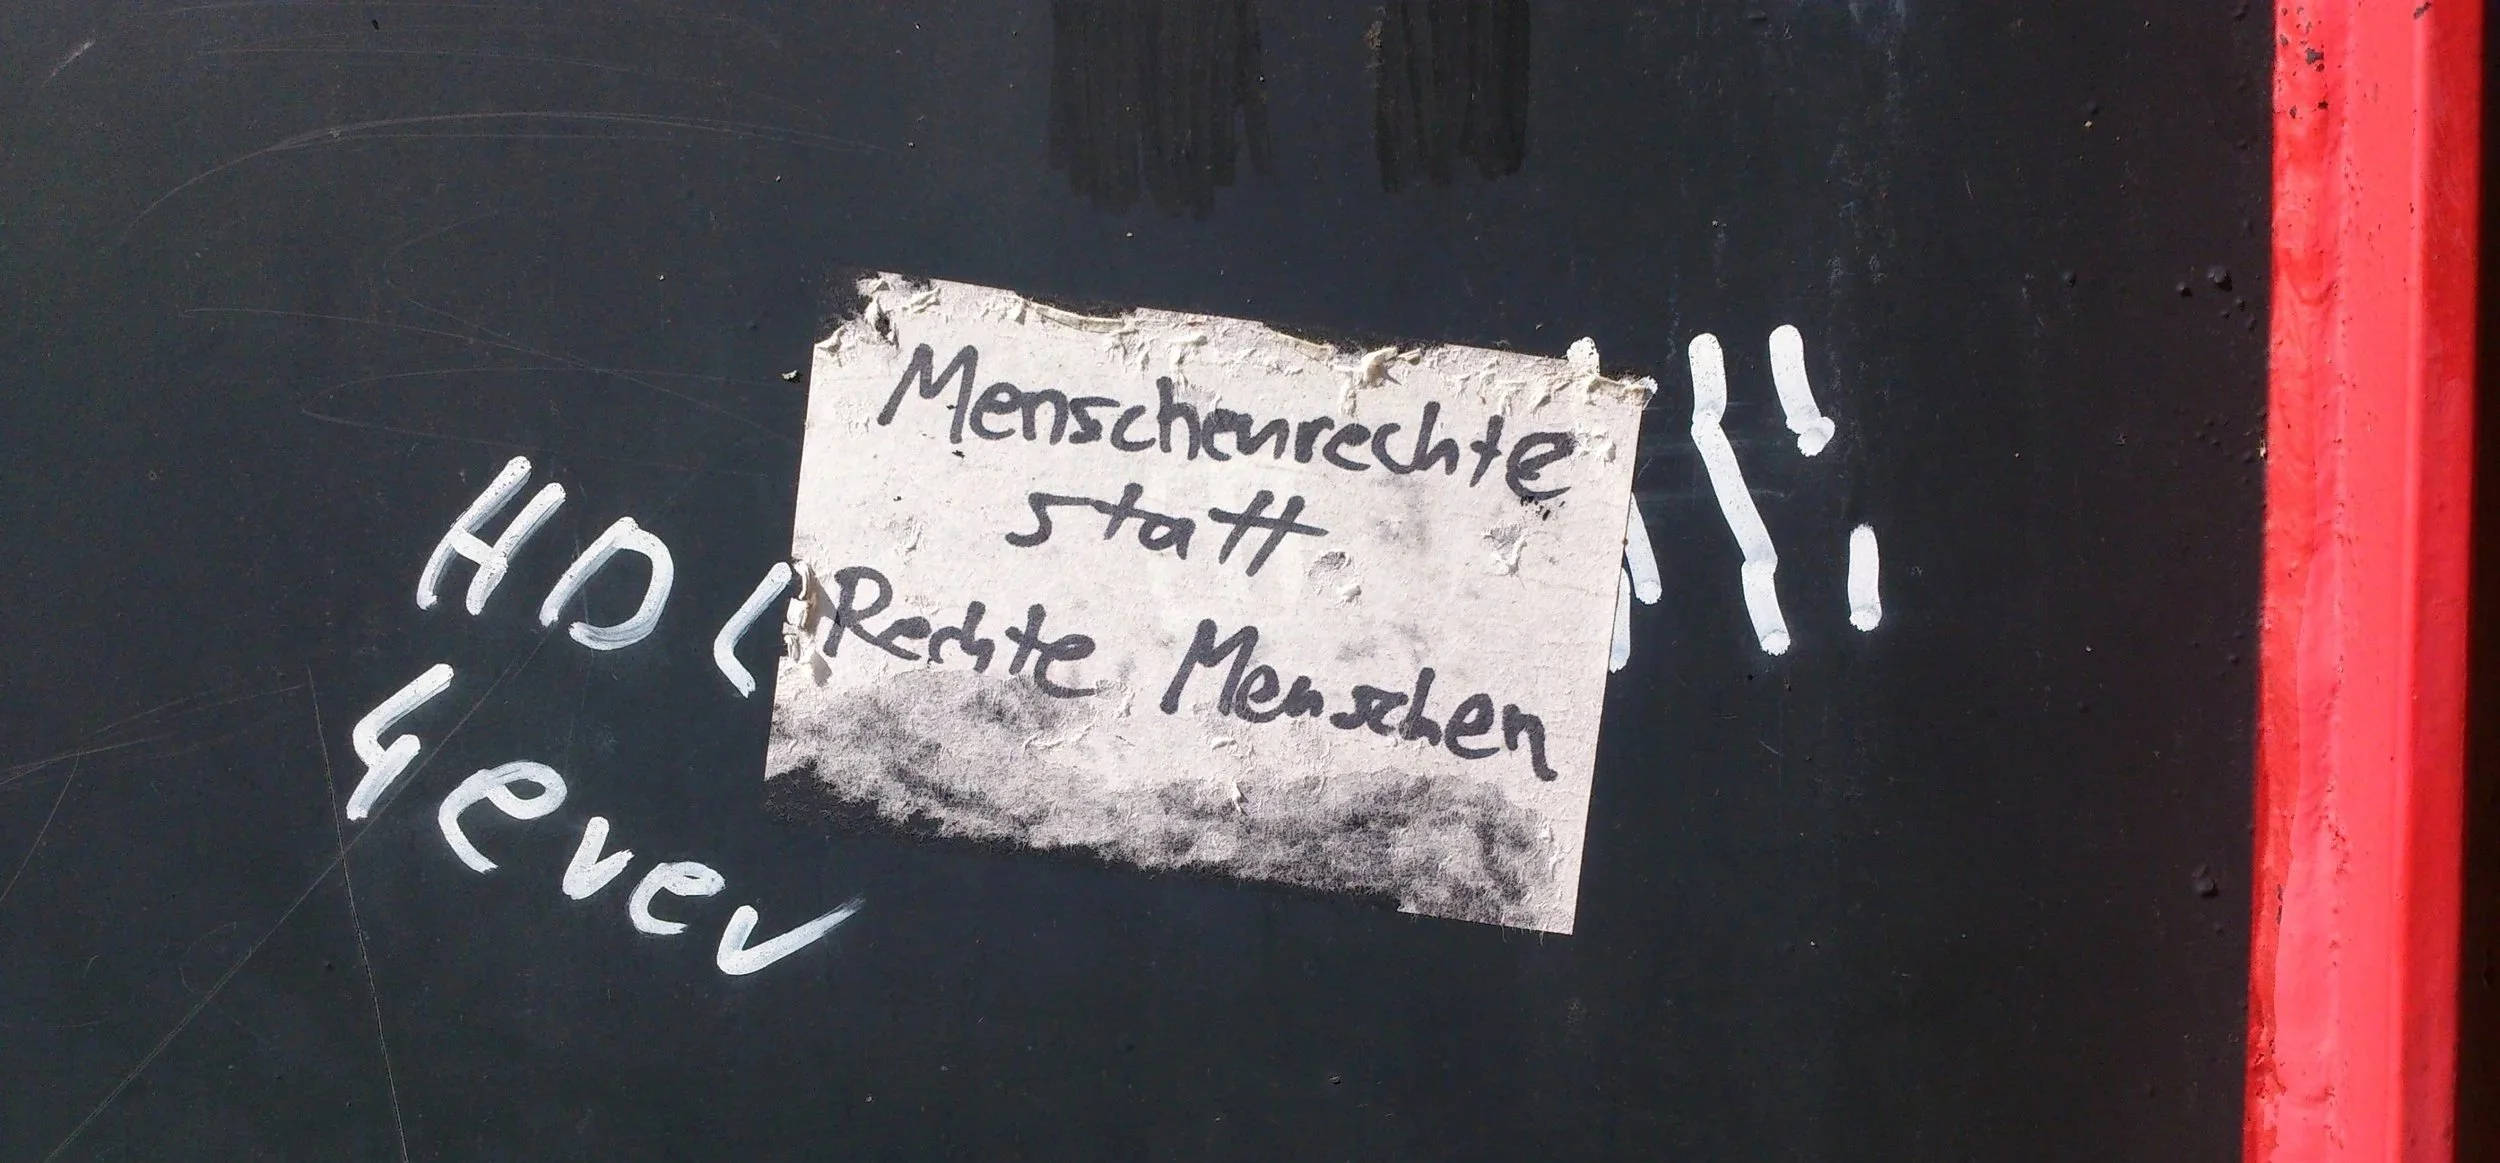 Menschenrechte
statt
Rechte Menschen
HDL
4ever